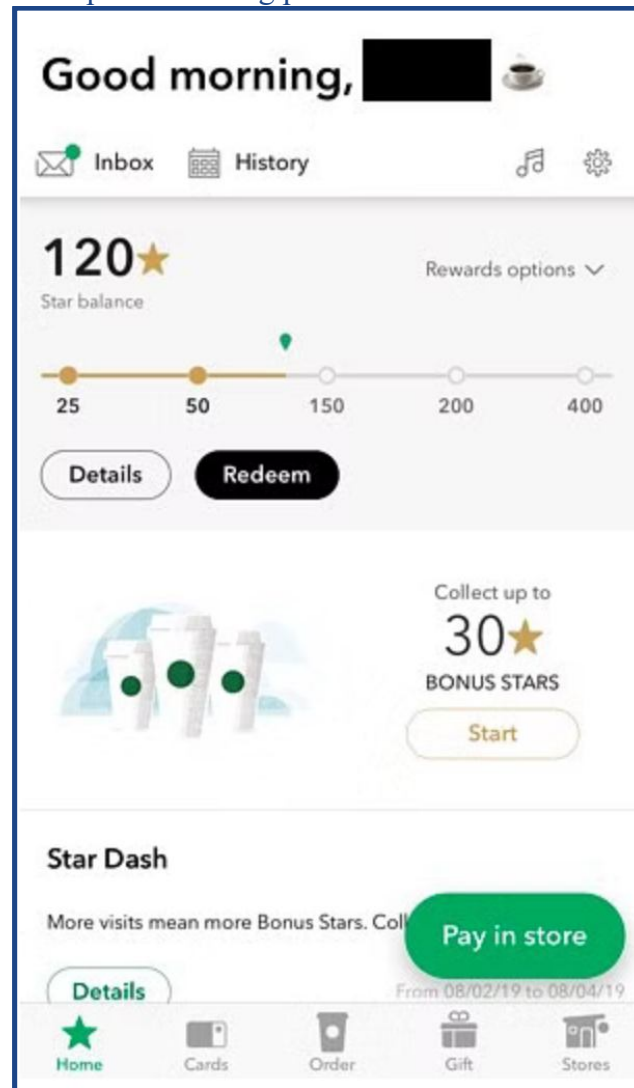 Good morning,
Inbox History
120
Rewards options
Star balance
25 50 150 200 400
Details Redeem
Collect up to
30
BONUS STARS
Start
Star Dash
More visits mean more Bonus Stars. Coll
Pay in store
Details
From 08/02/19 to 08/04/19
Home Cards Order Gift Stores